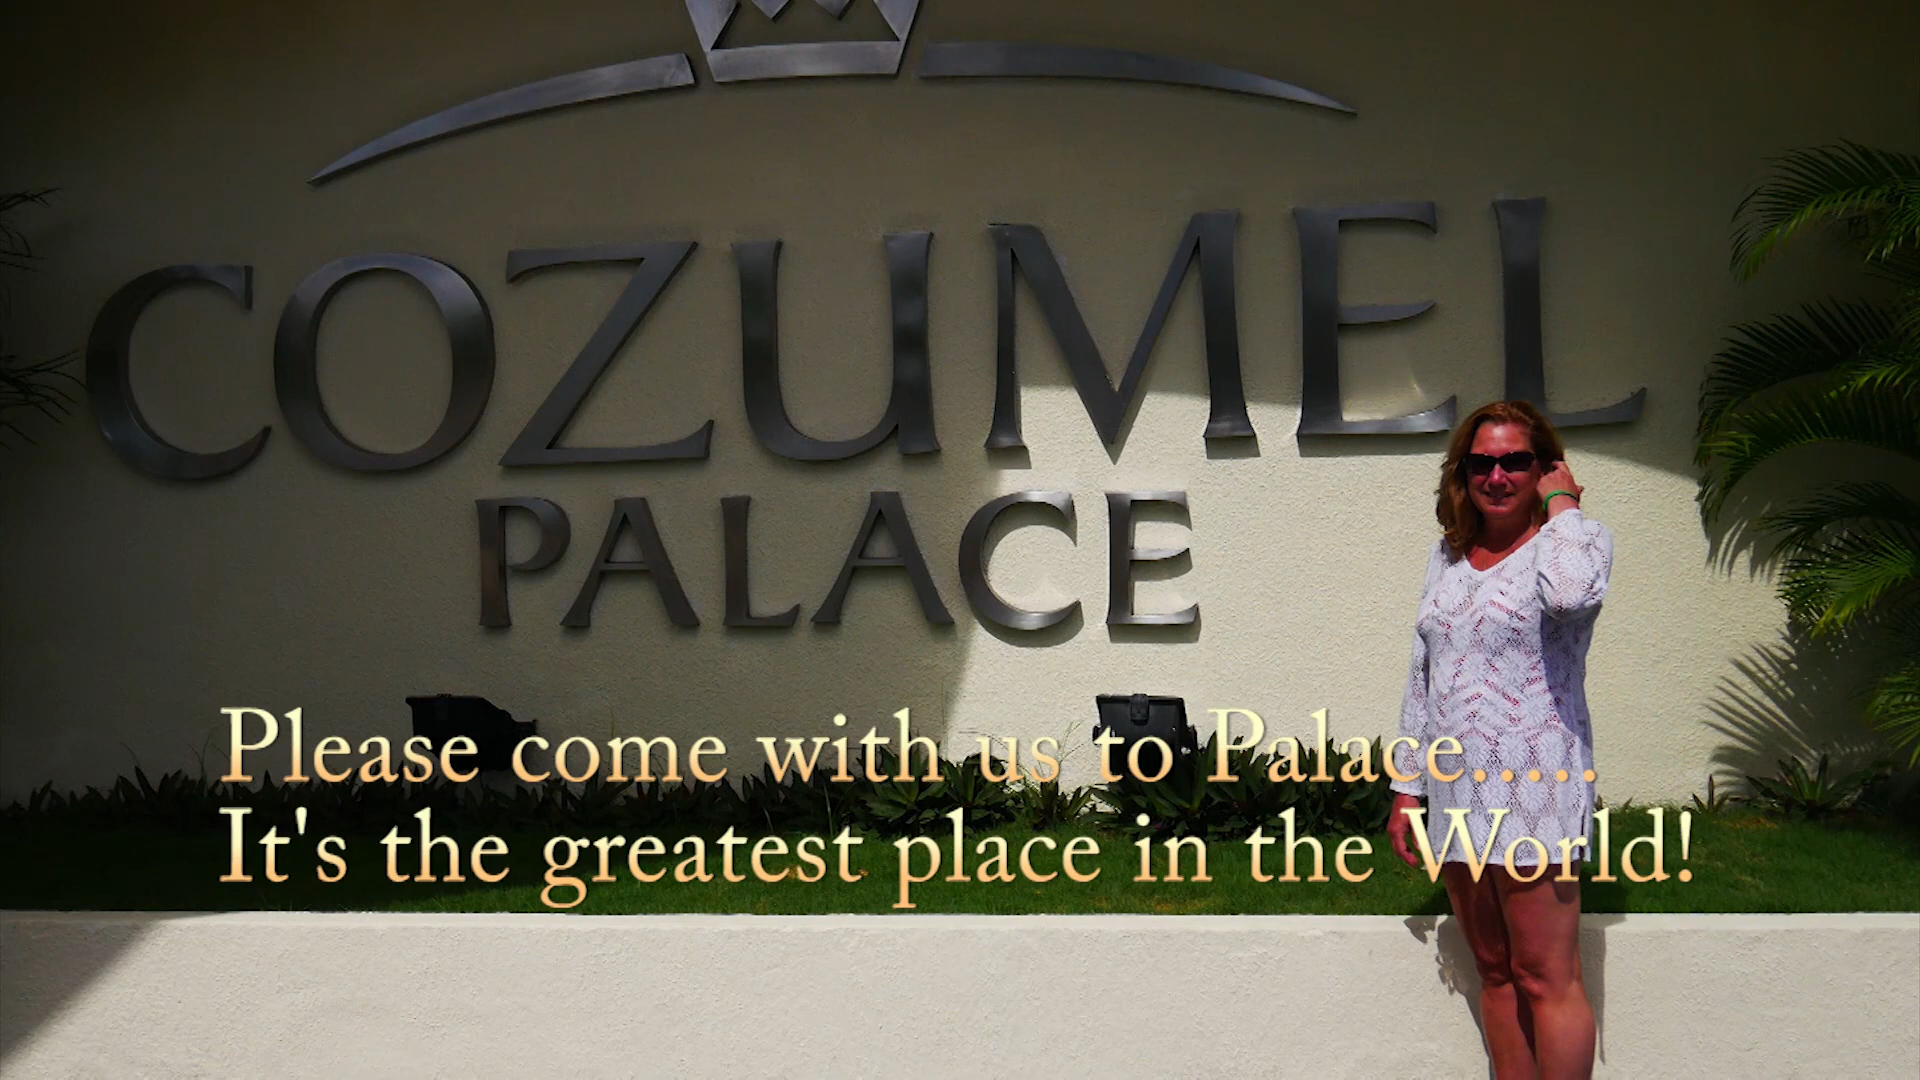 COZUMEL
PALACE
Please come with us to Palace.....
It's the greatest place in the World!